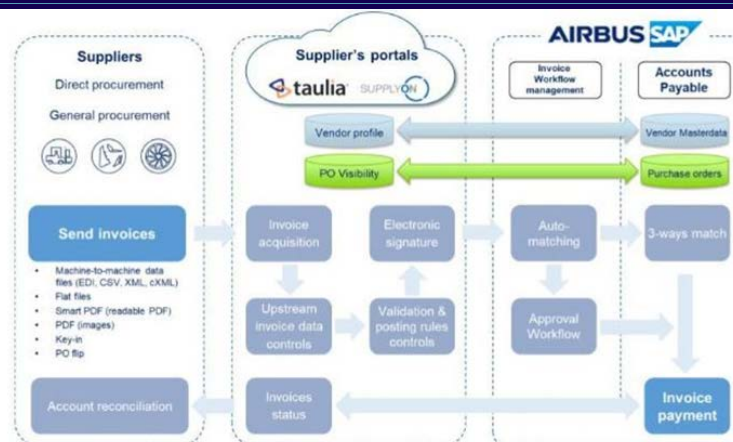 Suppliers
Direct procurement
General procurement
Supplier's portals
taulia SUPPLYON
AIRBUS SAP
Invoice
Workflow
management
Accounts
Payable
Vendor profile
Vendor Masterdata
PO Visibility
Purchase orders
Send invoices
Invoice
acquisition
Electronic
signature
Auto-
matching
3-ways match
• Machine-to-machine data
files (EDI, CSV, XML, cXML)
• Flat files
• Smart PDF (readable PDF)
• PDF (images)
• Key-in
• PO flip
Upstream
invoice data
controls
Validation &
posting rules
controls
Approval
Workflow
Account reconciliation
Invoices
status
Invoice
payment